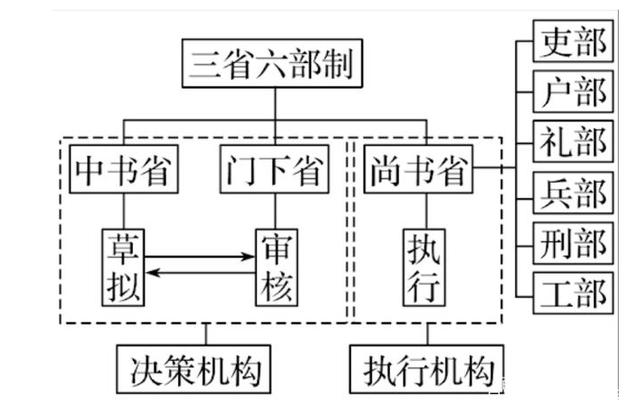 三省六部制
中书省
门下省
尚书省
草拟
审核
执行
决策机构
执行机构
吏部
户部
礼部
兵部
刑部
工部